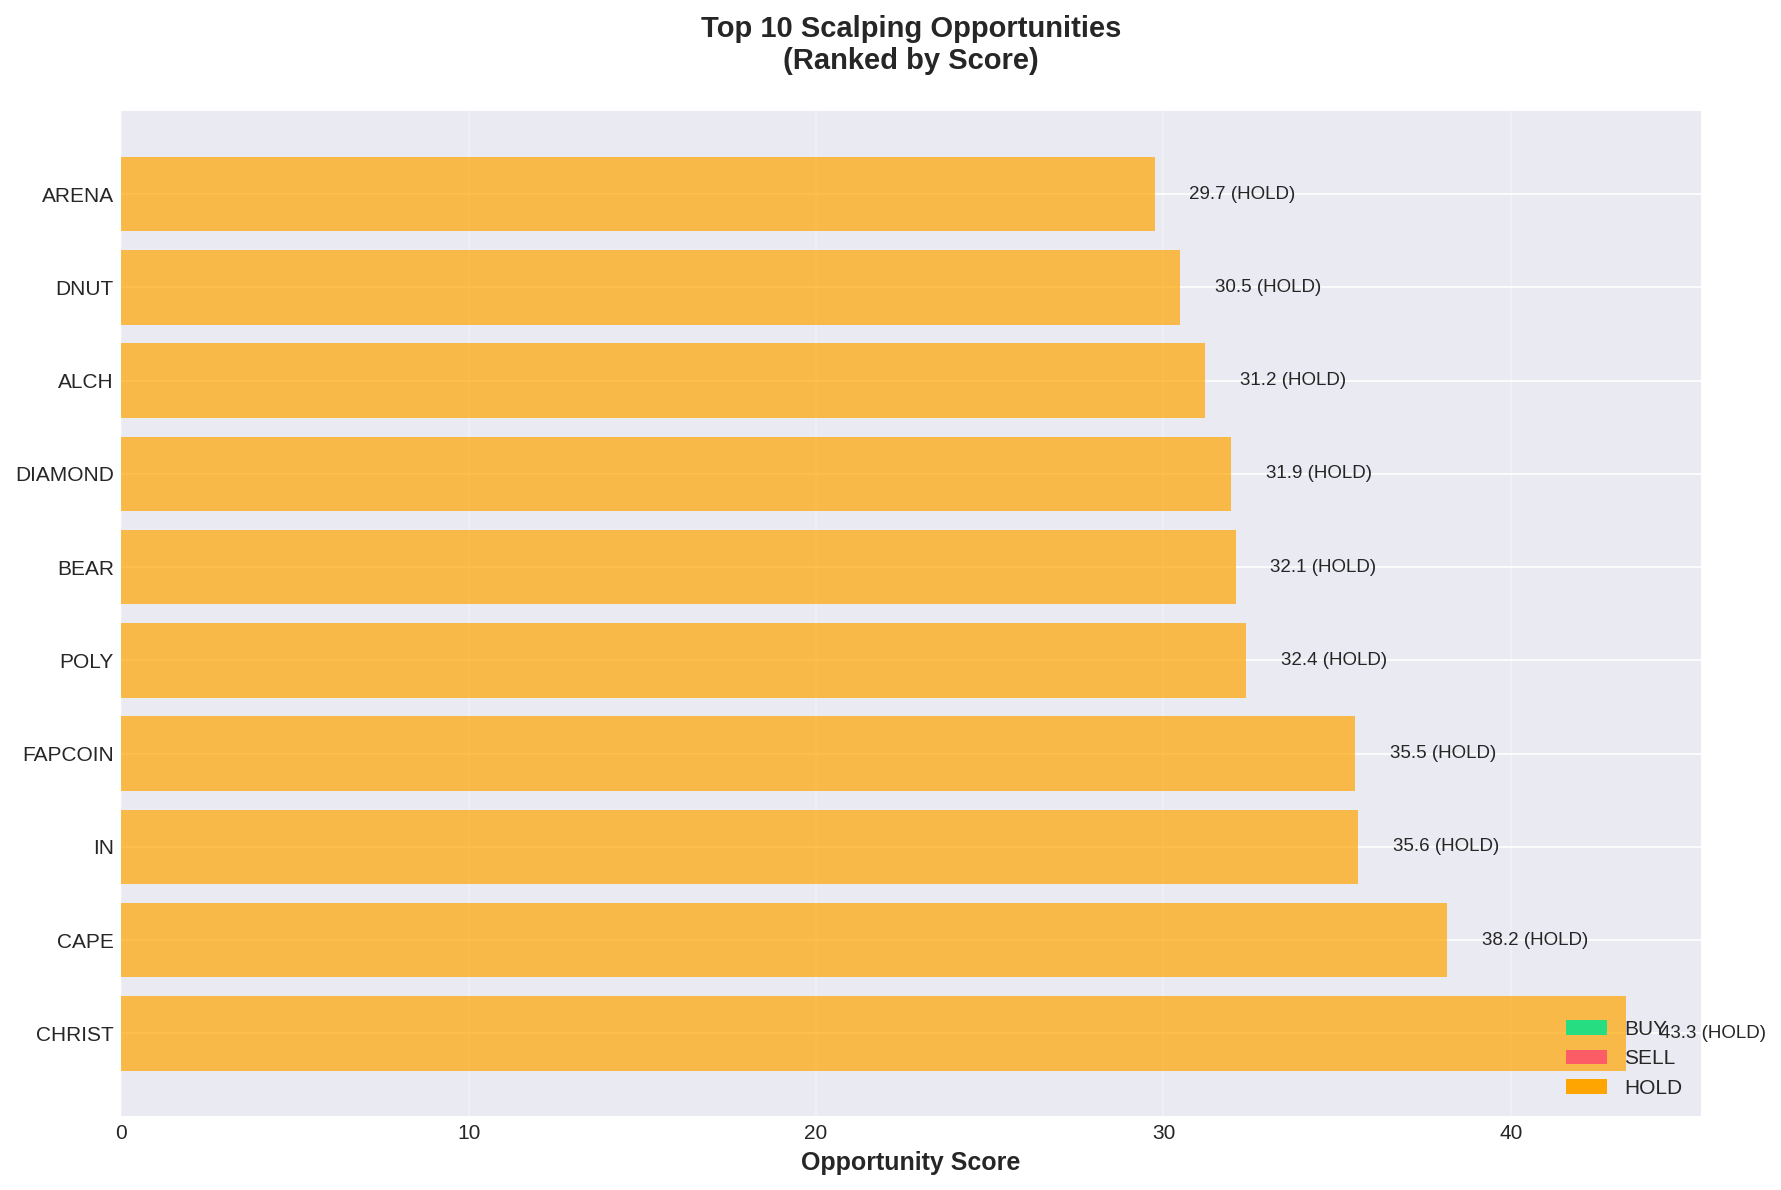 Top 10 Scalping Opportunities
(Ranked by Score)
ARENA 29.7 (HOLD)
DNUT 30.5 (HOLD)
ALCH 31.2 (HOLD)
DIAMOND 31.9 (HOLD)
BEAR 32.1 (HOLD)
POLY 32.4 (HOLD)
FAPCOIN 35.5 (HOLD)
IN 35.6 (HOLD)
CAPE 38.2 (HOLD)
CHRIST 43.3 (HOLD)
BUY
SELL
HOLD
0 10 20 30 40
Opportunity Score